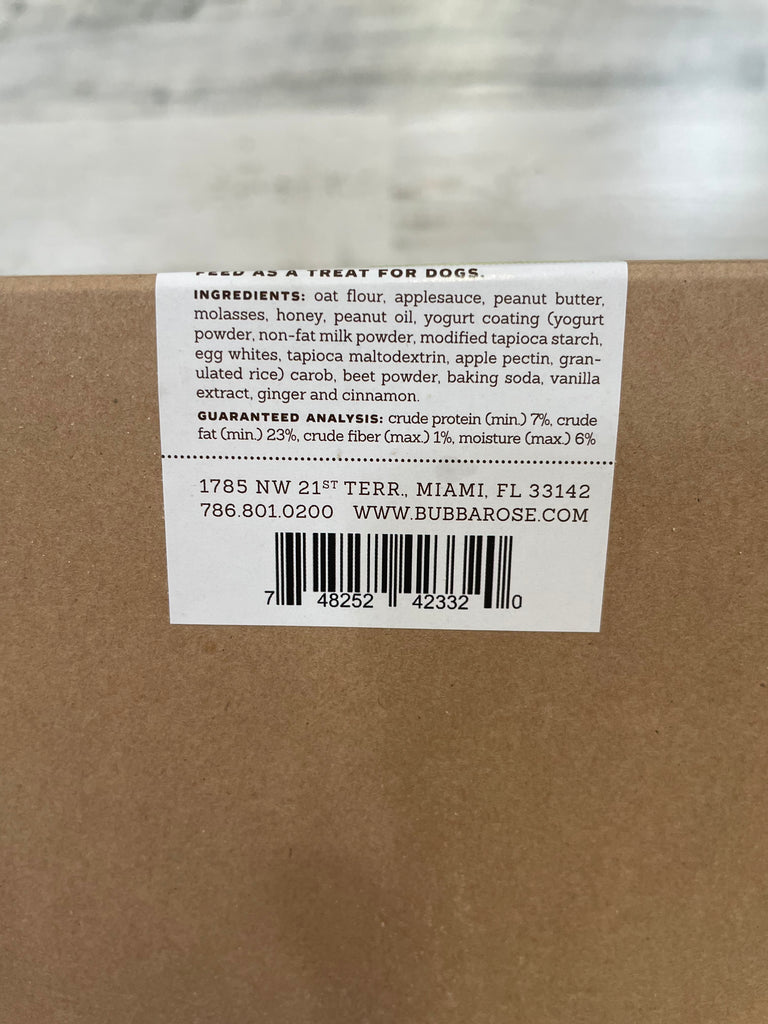 FEED AS A TREAT FOR DOGS.
INGREDIENTS: oat flour, applesauce, peanut butter,
molasses, honey, peanut oil, yogurt coating (yogurt
powder, non-fat milk powder, modified tapioca starch,
egg whites, tapioca maltodextrin, apple pectin, gran-
ulated rice) carob, beet powder, baking soda, vanilla
extract, ginger and cinnamon.
GUARANTEED ANALYSIS: crude protein (min.) 7%, crude
fat (min.) 23%, crude fiber (max.) 1%, moisture (max.) 6%
1785 NW 21ST TERR., MIAMI, FL 33142
786.801.0200 WWW.BUBBAROSE.COM
7 48252 42332 0